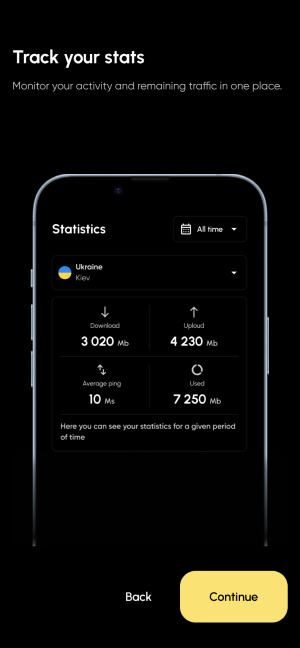 Track your stats
Monitor your activity and remaining traffic in one place.
Statistics
All time
Ukraine
Kiev
Download
Upload
3 020 Mb
4 230 Mb
Average ping
Used
10 Ms
7 250 Mb
Here you can see your statistics for a given period
of time
Back
Continue